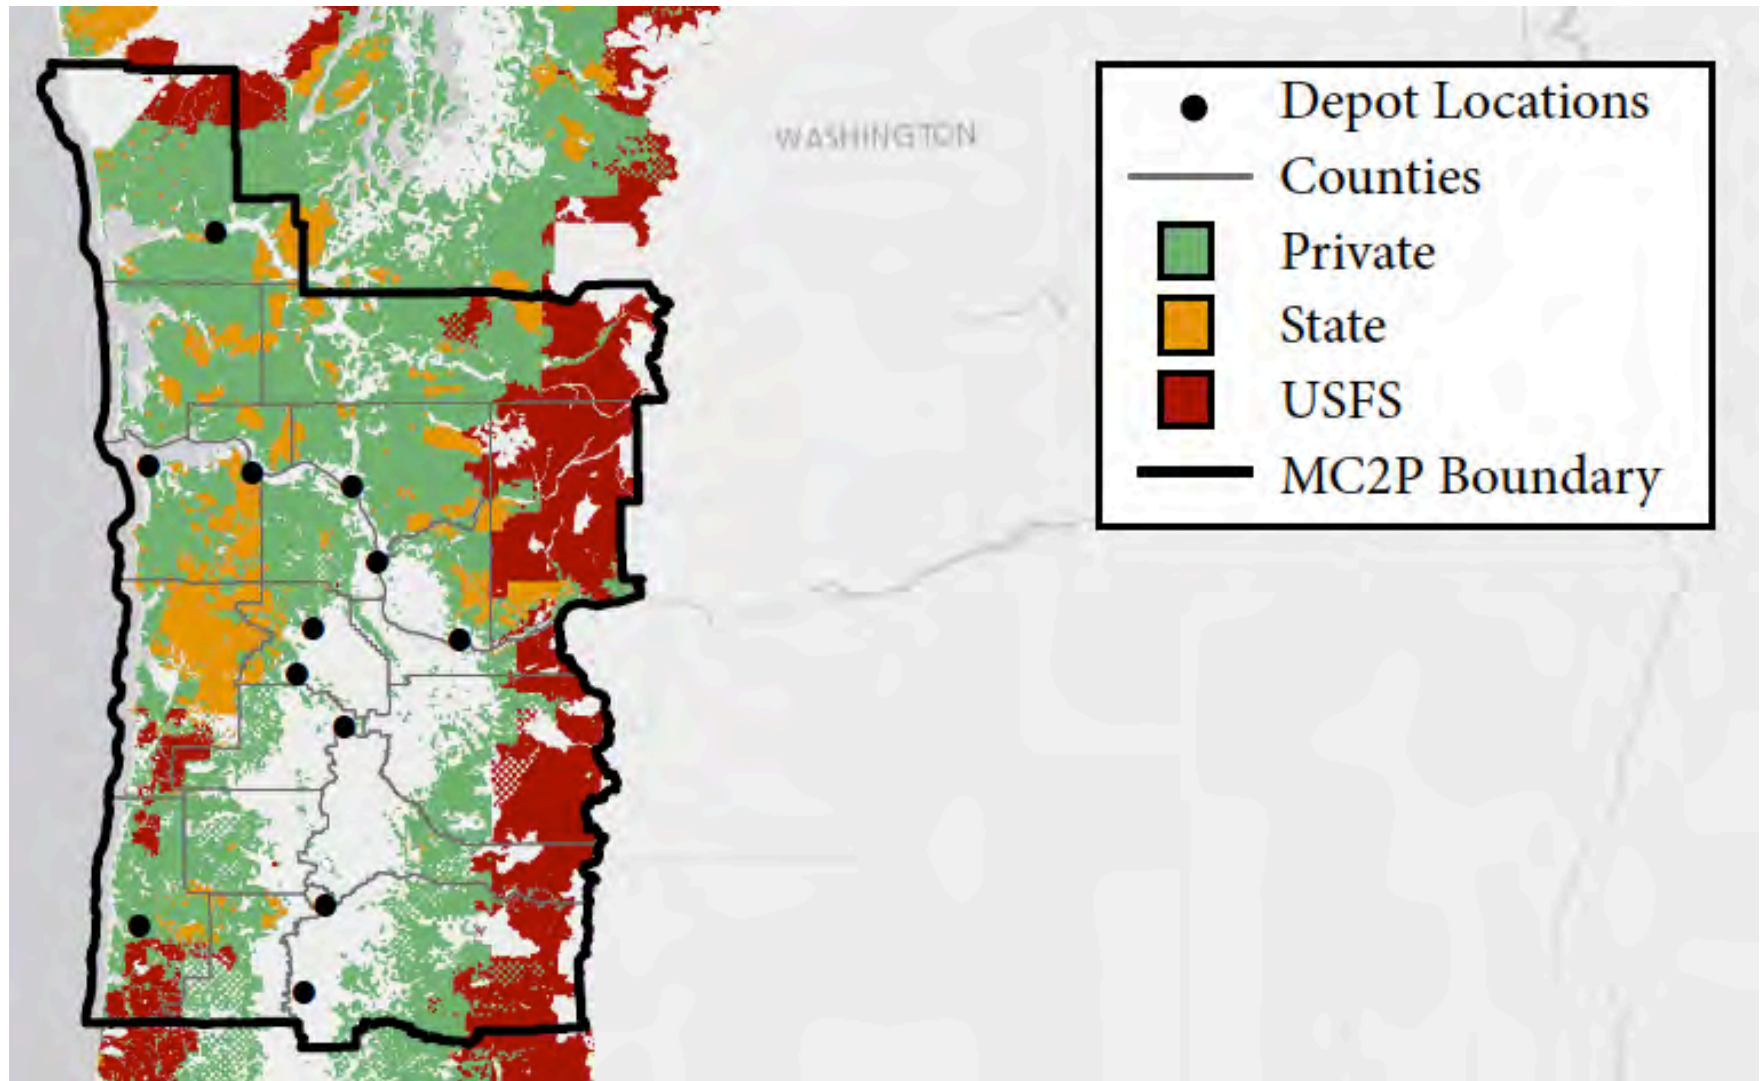 WASHINGTON
Depot Locations
Counties
Private
State
USFS
MC2P Boundary